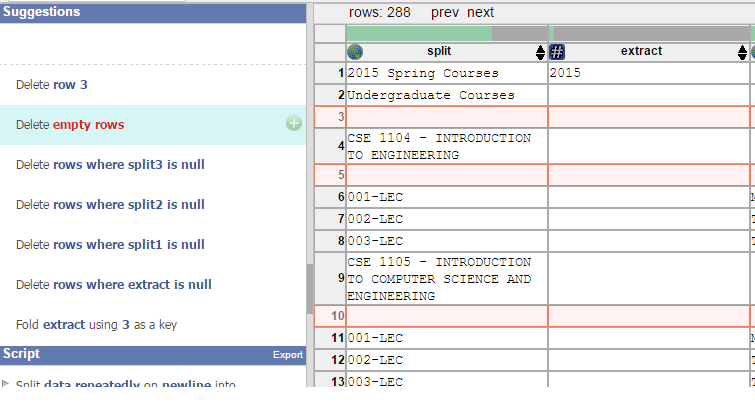 Suggestions
Delete row 3
Delete empty rows
Delete rows where split3 is null
Delete rows where split2 is null
Delete rows where split1 is null
Delete rows where extract is null
Fold extract using 3 as a key
Script Export
Split data repeatedly on newline into
rows: 288 prev next
split # extract
1 2015 Spring Courses 2015
2 Undergraduate Courses
3
4 CSE 1104 - INTRODUCTION
TO ENGINEERING
5
6 001-LEC
7 002-LEC
8 003-LEC
9 CSE 1105 - INTRODUCTION
TO COMPUTER SCIENCE AND
ENGINEERING
10
11 001-LEC
12 002-LEC
13 003-LEC